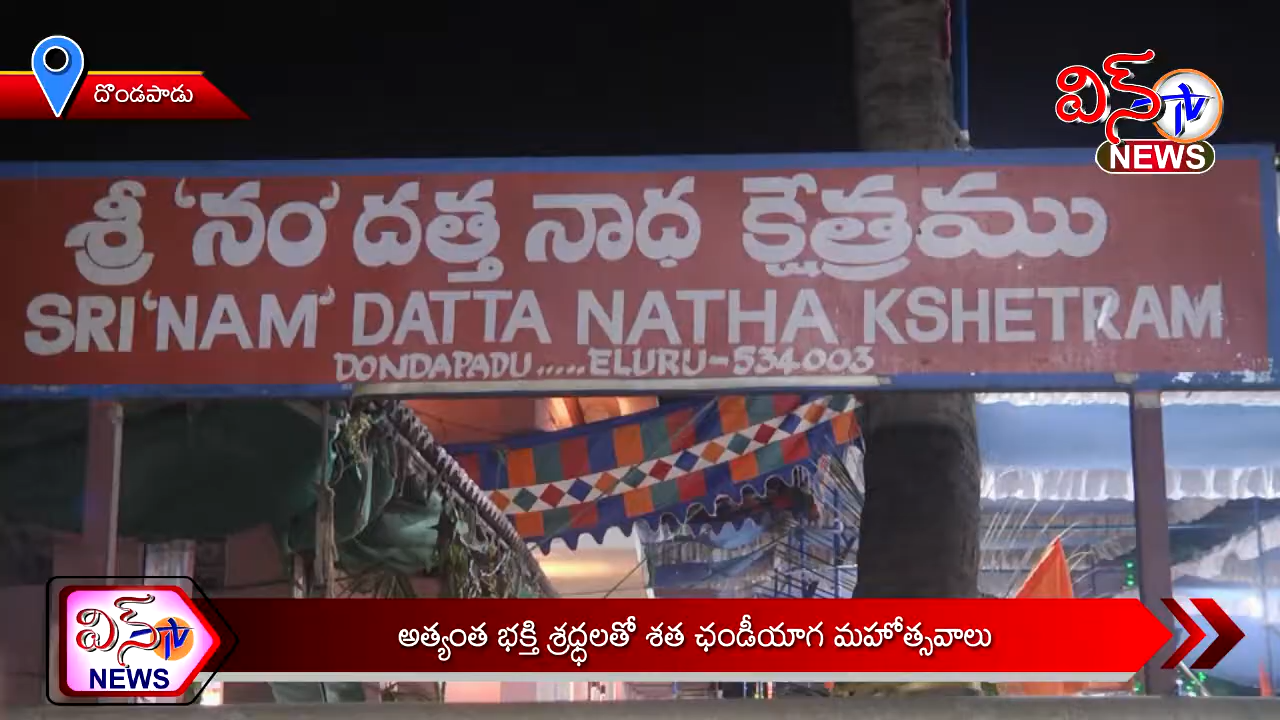 దొండపాడు
విన్ TV
NEWS
శ్రీ 'నం' దత్త నాధ క్షేత్రము
SRI 'NAM' DATTA NATHA KSHETRAM
DONDAPADU.....ELURU-534003
విన్ TV
NEWS
అత్యంత భక్తి శ్రద్ధలతో శత ఛండీయాగ మహోత్సవాలు